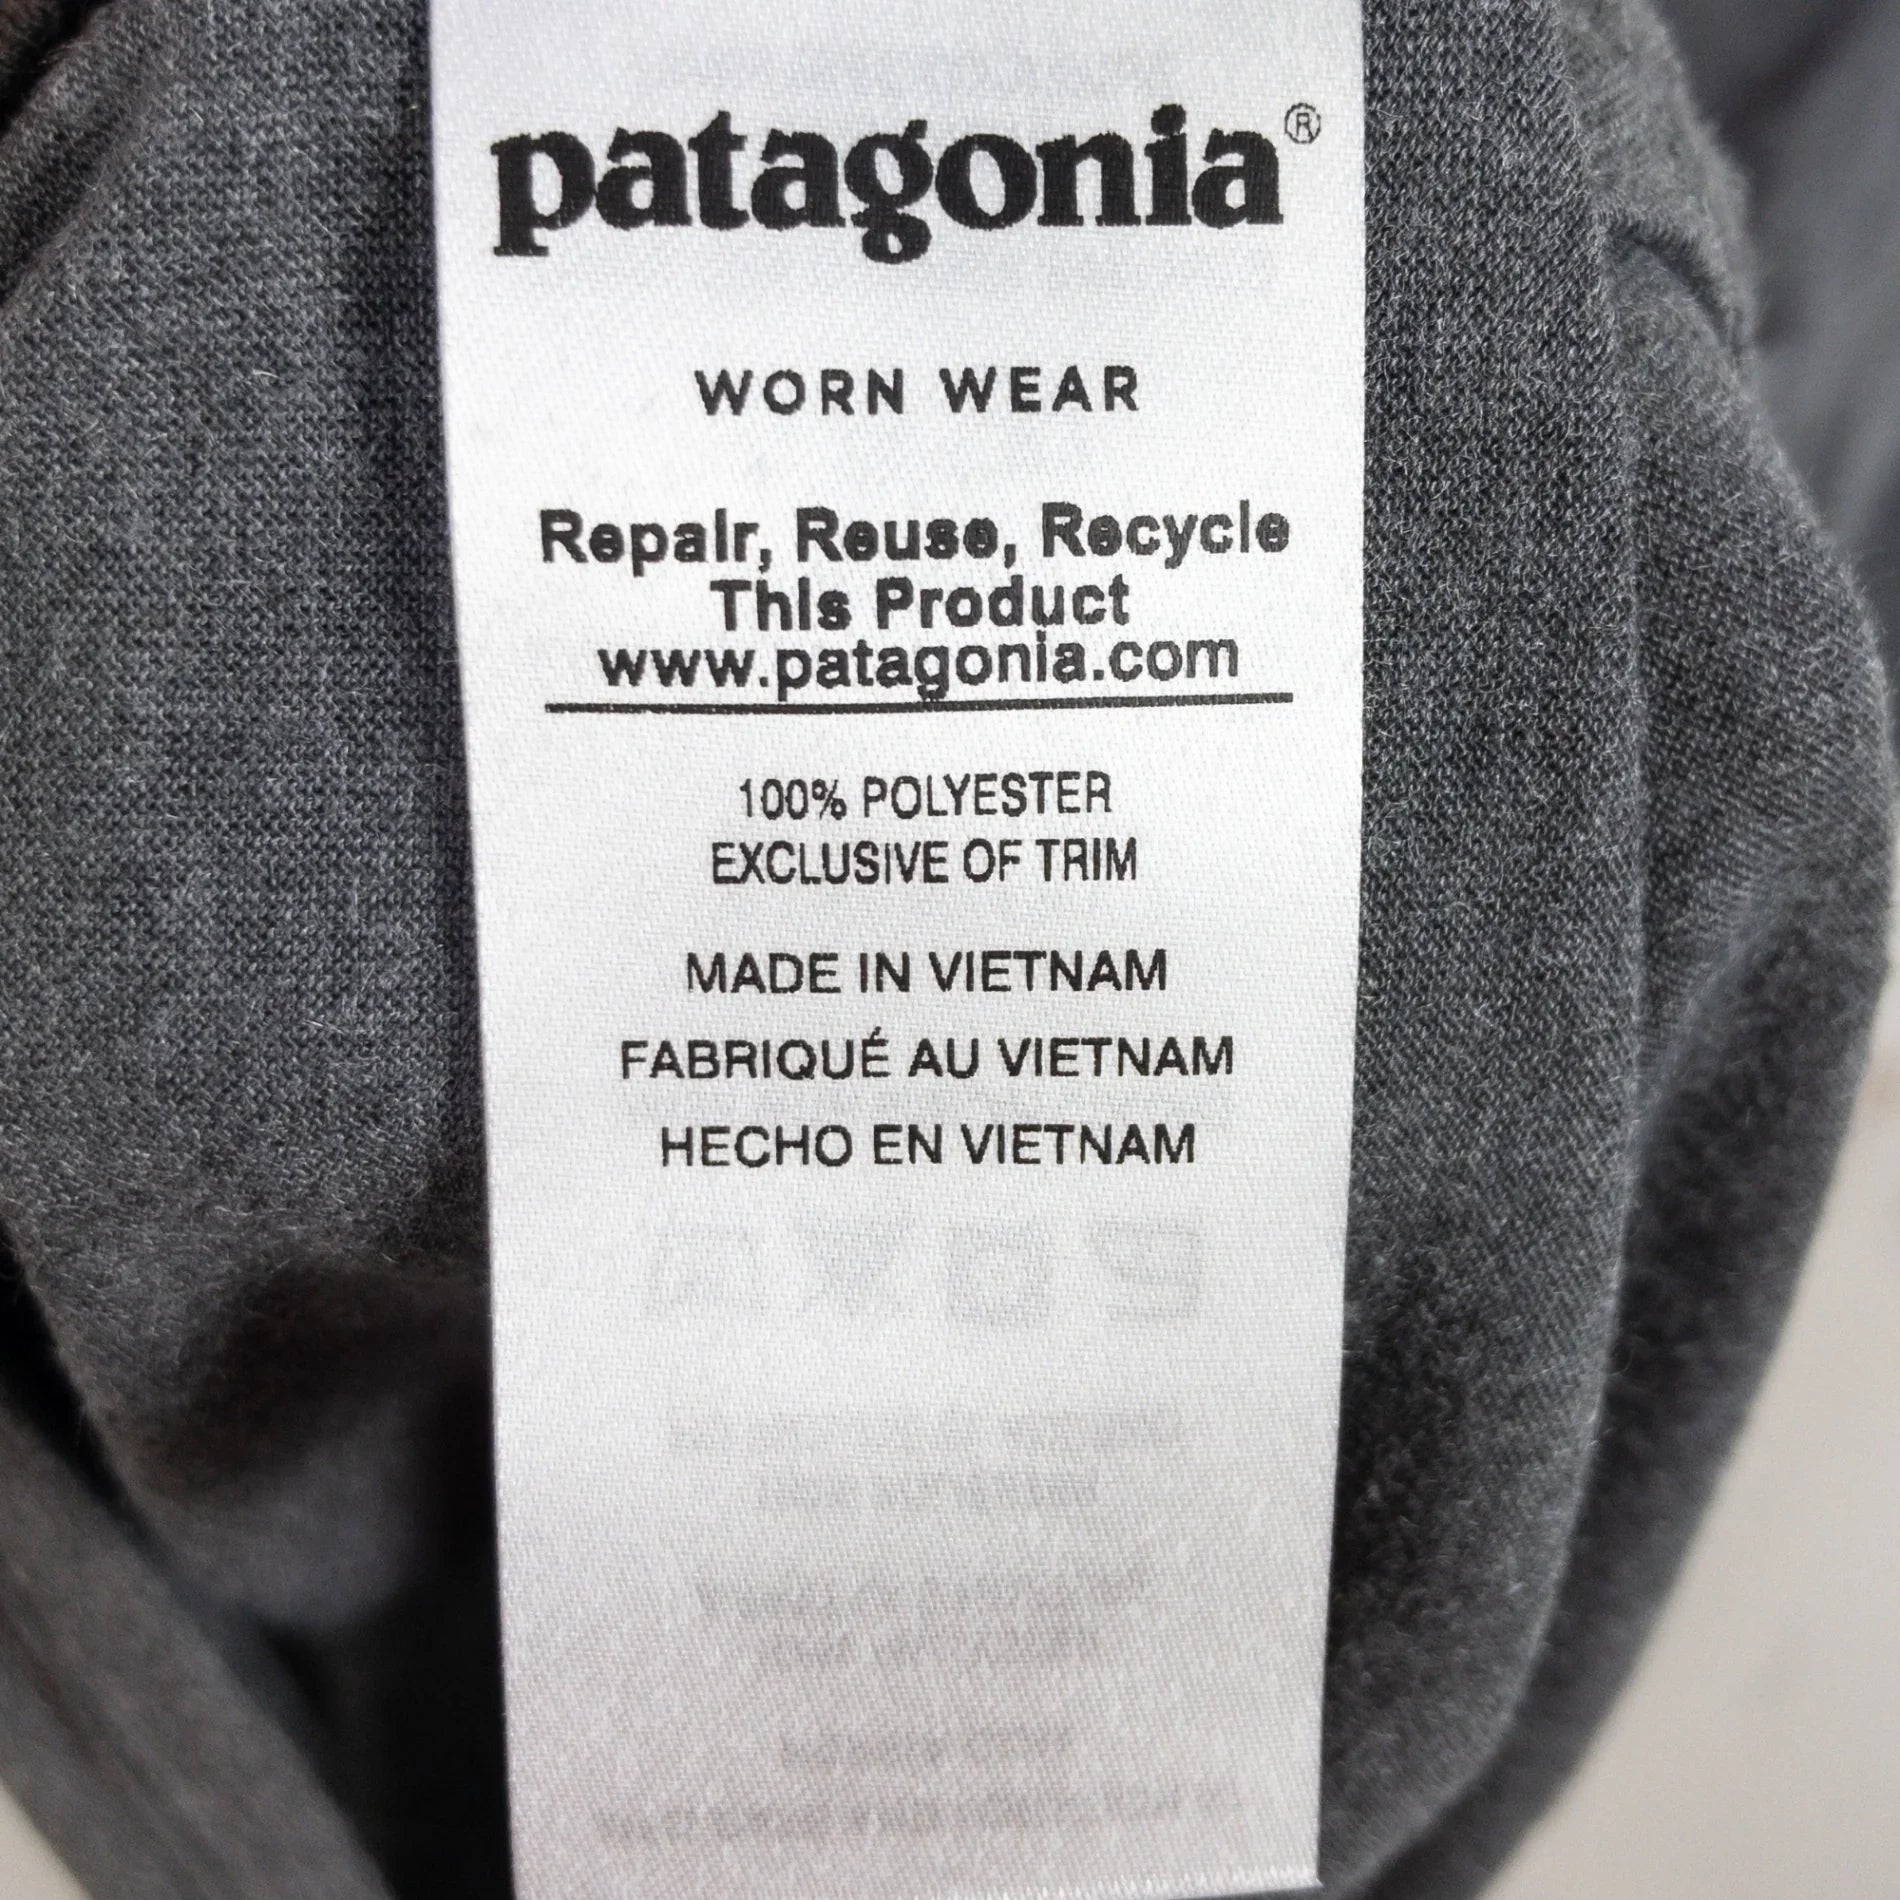 patagonia®
WORN WEAR
Repair, Reuse, Recycle
This Product
www.patagonia.com
100% POLYESTER
EXCLUSIVE OF TRIM
MADE IN VIETNAM
FABRIQUÉ AU VIETNAM
HECHO EN VIETNAM